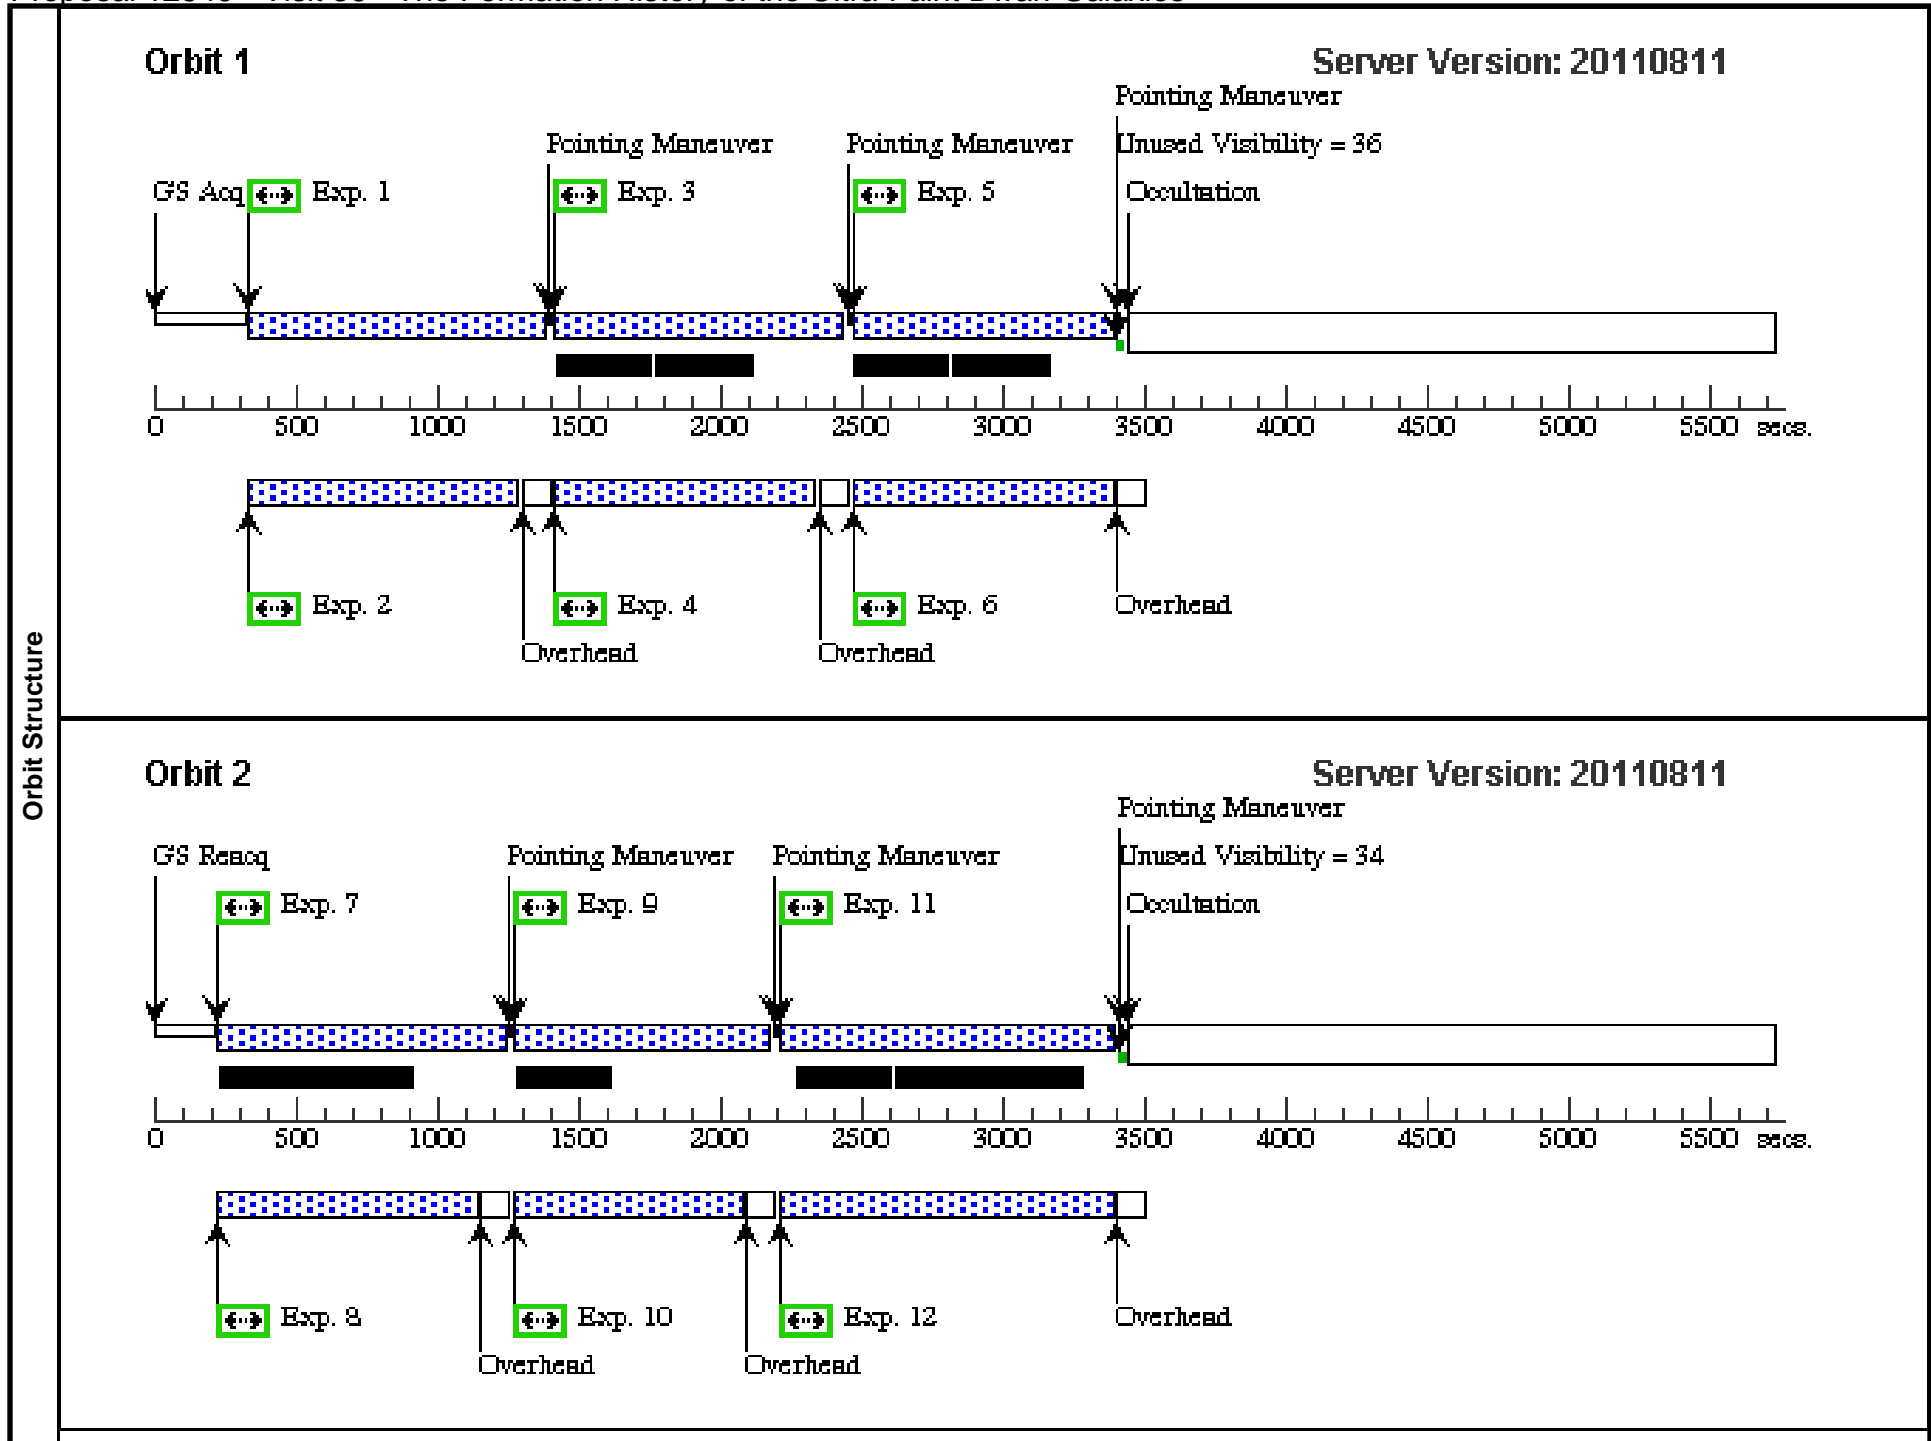 Orbit Structure
Orbit 1
Server Version: 20110811
Pointing Maneuver
Pointing Maneuver Pointing Maneuver Unused Visibility = 36
GS Acq Exp. 1 Exp. 3 Exp. 5 Occultation
0 500 1000 1500 2000 2500 3000 3500 4000 4500 5000 5500 secs.
Exp. 2 Exp. 4 Exp. 6 Overhead
Overhead Overhead
Orbit 2
Server Version: 20110811
Pointing Maneuver
GS Reacq Pointing Maneuver Pointing Maneuver Unused Visibility = 34
Exp. 7 Exp. 9 Exp. 11 Occultation
0 500 1000 1500 2000 2500 3000 3500 4000 4500 5000 5500 secs.
Exp. 8 Exp. 10 Exp. 12 Overhead
Overhead Overhead